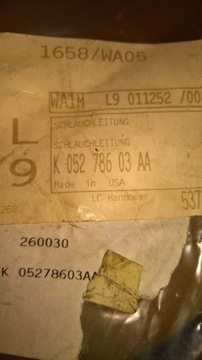 1658/WA05
WA1M L9 011252 /00
SCHLAUCHLEITUNG
L/9
SCHLAUCHLEITUNG
K 052 786 03 AA
Made in USA
260
LC Hannover
537
260030
K 05278603AA